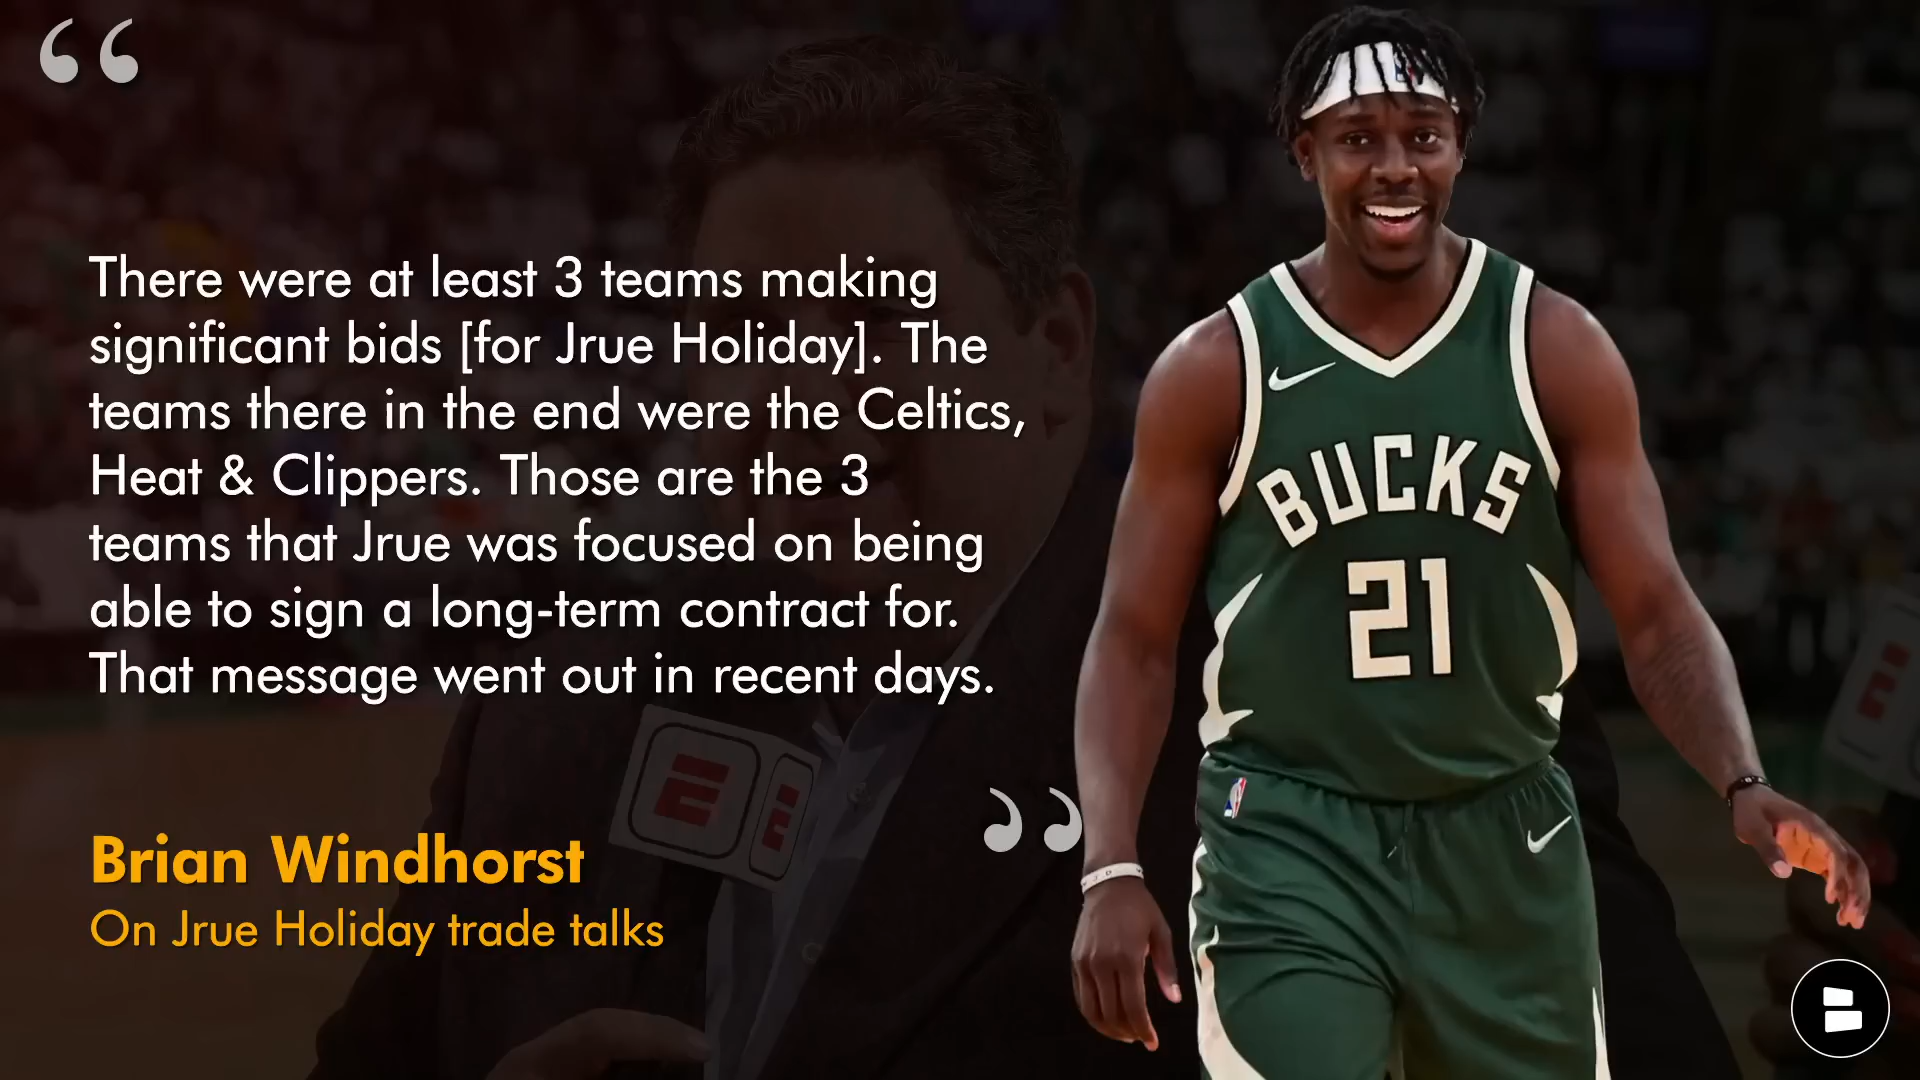 “
There were at least 3 teams making
significant bids [for Jrue Holiday]. The
teams there in the end were the Celtics,
Heat & Clippers. Those are the 3
teams that Jrue was focused on being
able to sign a long-term contract for.
That message went out in recent days.
”
Brian Windhorst
On Jrue Holiday trade talks
BUCKS
21